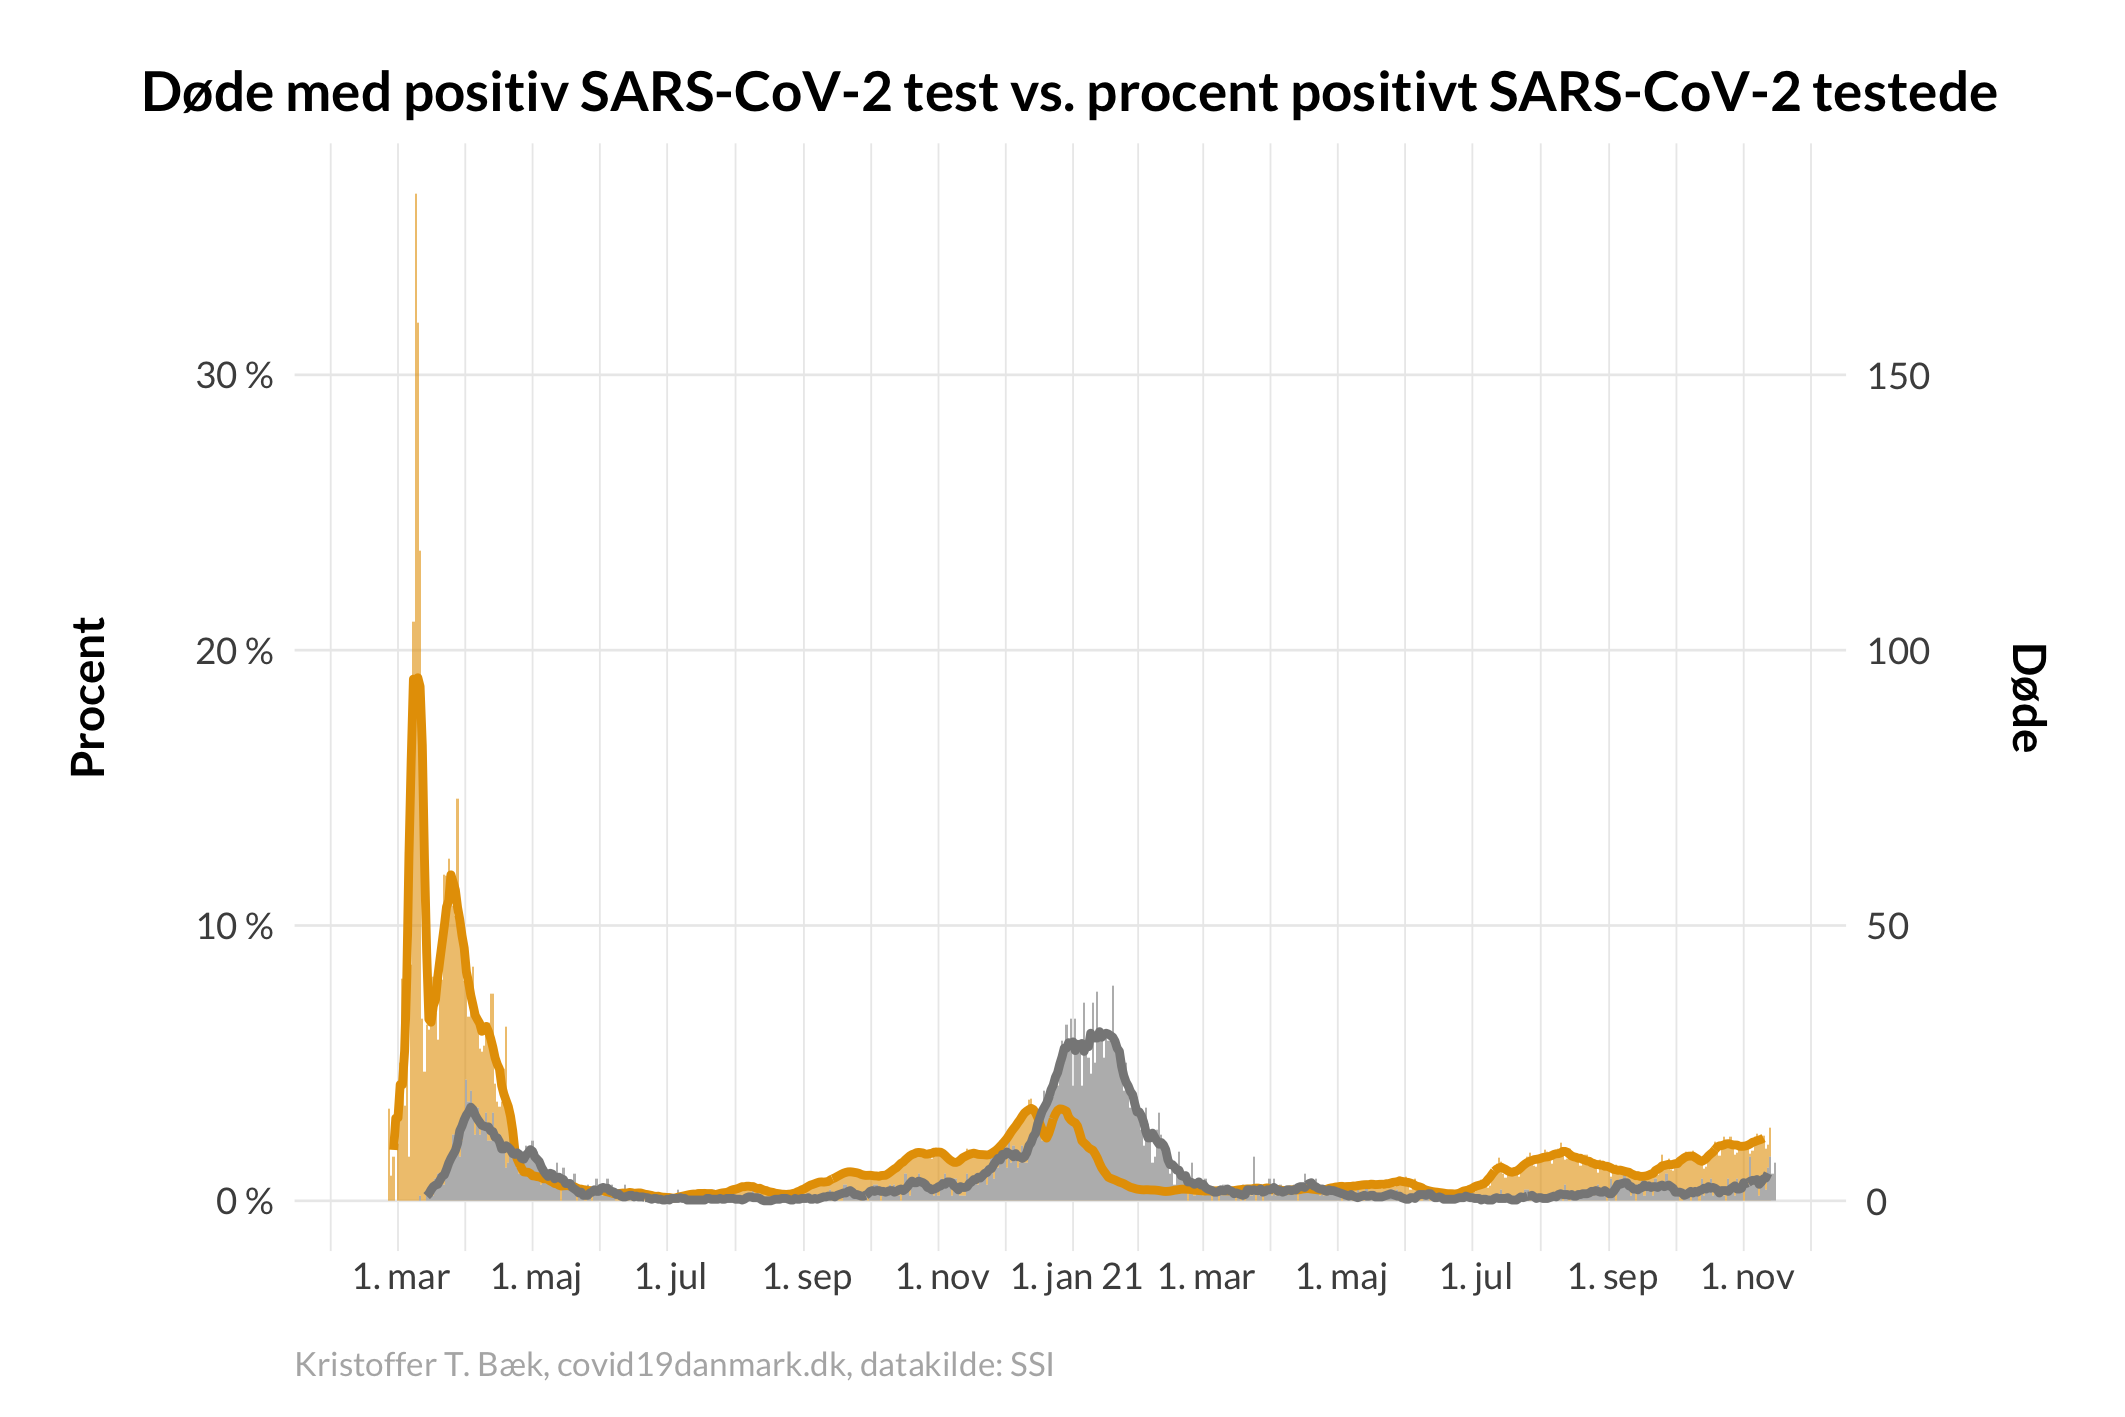 Døde med positiv SARS-CoV-2 test vs. procent positivt SARS-CoV-2 testede
Procent
30 %
20 %
10 %
0 %
150
100
50
0
Døde
1. mar 1. maj 1. jul 1. sep 1. nov 1. jan 21 1. mar 1. maj 1. jul 1. sep 1. nov
Kristoffer T. Bæk, covid19danmark.dk, datakilde: SSI